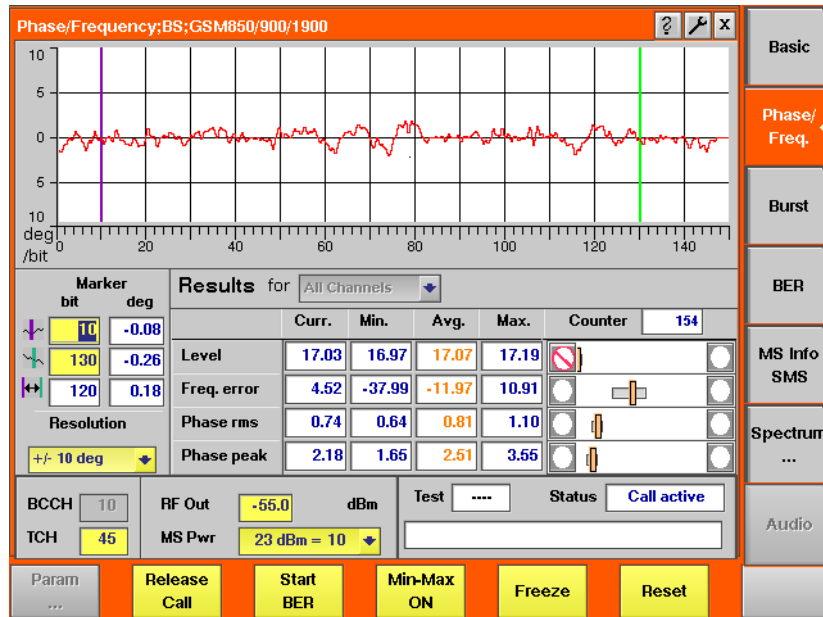 Phase/Frequency;BS;GSM850/900/1900 ? x
10
5
0
5
10
deg
/bit
0 20 40 60 80 100 120 140
Marker
bit deg
10 -0.08
130 -0.26
120 0.18
Resolution
+/- 10 deg
Results for All Channels
Curr. Min. Avg. Max. Counter 154
Level 17.03 16.97 17.07 17.19
Freq. error 4.52 -37.99 -11.97 10.91
Phase rms 0.74 0.64 0.81 1.10
Phase peak 2.18 1.65 2.51 3.55
BCCH 10 RF Out -55.0 dBm Test ---- Status Call active
TCH 45 MS Pwr 23 dBm = 10
Param
...
Release
Call
Start
BER
Min-Max
ON
Freeze
Reset
Basic
Phase/
Freq.
Burst
BER
MS Info
SMS
Spectrum
...
Audio